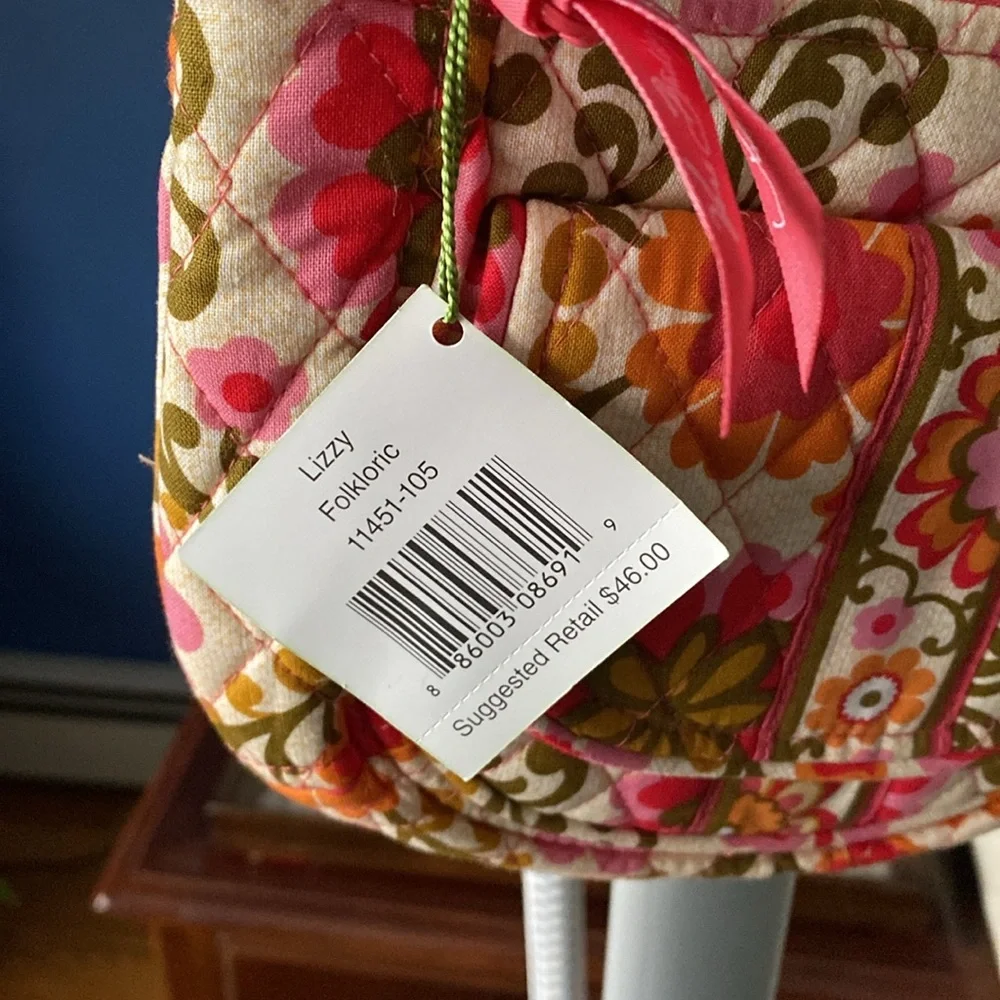 Lizzy
Folkloric
11451-105
8 86003 08691 9
Suggested Retail $46.00